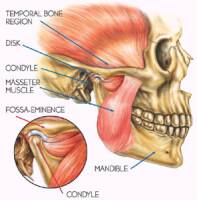 TEMPORAL BONE
REGION
DISK
CONDYLE
MASSETER
MUSCLE
FOSSA-EMINENCE
MANDIBLE
CONDYLE